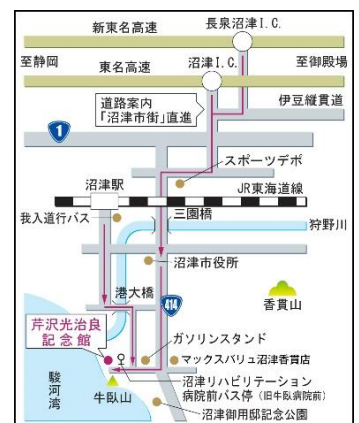 新東名高速
長泉沼津I.C.
至静岡
東名高速
沼津I.C.
至御殿場
道路案内
「沼津市街」直進
伊豆縦貫道
1
スポーツデポ
沼津駅
JR東海道線
我入道行バス
三園橋
狩野川
沼津市役所
港大橋
414
香貫山
芹沢光治良
記念館
ガソリンスタンド
マックスバリュ沼津香貫店
沼津リハビリテーション
病院前バス停(旧牛臥病院前)
駿河湾
牛臥山
沼津御用邸記念公園